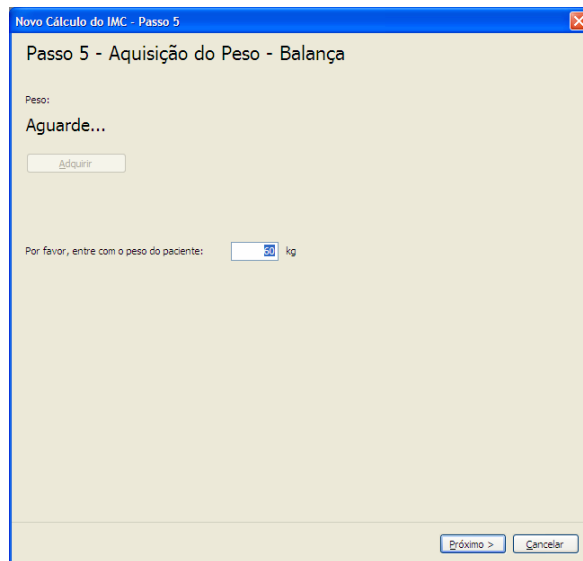 Novo Cálculo do IMC - Passo 5
Passo 5 - Aquisição do Peso - Balança
Peso:
Aguarde...
Adquirir
Por favor, entre com o peso do paciente: 60 kg
Próximo > Cancelar